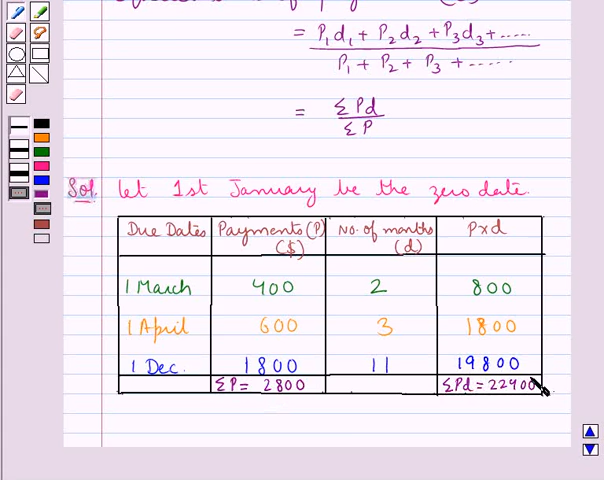 = P₁d₁ + P₂d₂ + P₃d₃ + .....
P₁ + P₂ + P₃ + .....
= ΣPd
ΣP
Sol. Let 1st January be the zero date.
Due Dates Payments (P) ($) No. of months (d) P×d
1 March 400 2 800
1 April 600 3 1800
1 Dec. 1800 11 19800
ΣP = 2800 ΣPd = 22400